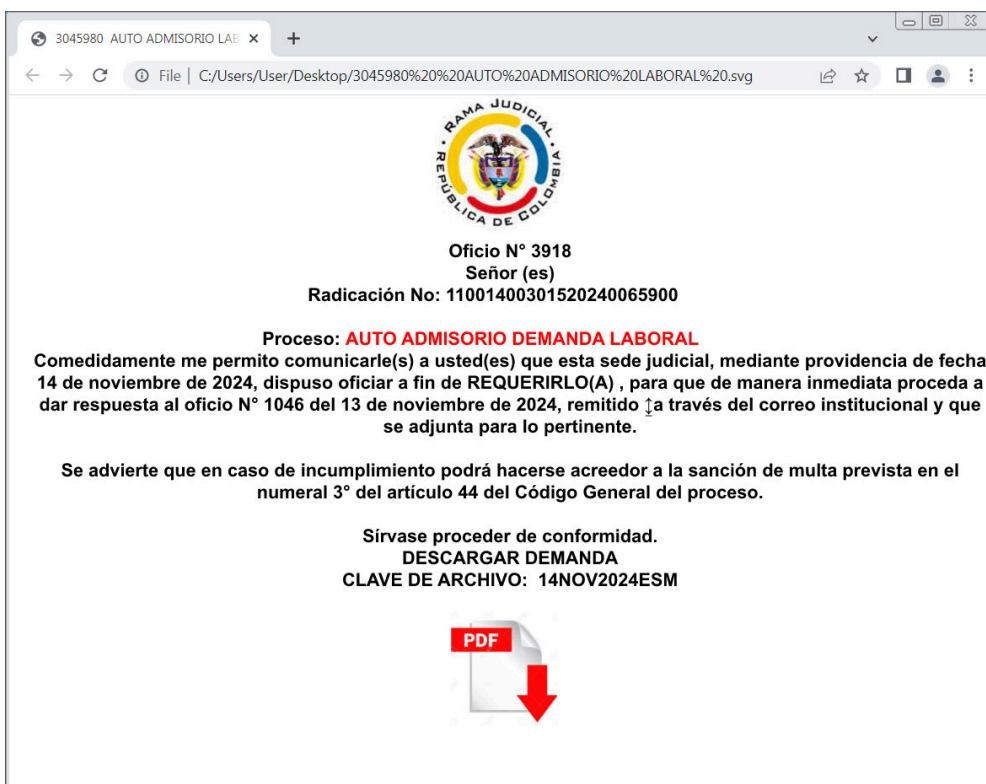 3045980 AUTO ADMISORIO LAB
File | C:/Users/User/Desktop/3045980%20%20AUTO%20ADMISORIO%20LABORAL%20.svg
RAMA JUDICIAL
REPÚBLICA DE COLOMBIA
Oficio N° 3918
Señor (es)
Radicación No: 11001400301520240065900
Proceso: AUTO ADMISORIO DEMANDA LABORAL
Comedidamente me permito comunicarle(s) a usted(es) que esta sede judicial, mediante providencia de fecha
14 de noviembre de 2024, dispuso oficiar a fin de REQUERIRLO(A) , para que de manera inmediata proceda a
dar respuesta al oficio N° 1046 del 13 de noviembre de 2024, remitido a través del correo institucional y que
se adjunta para lo pertinente.
Se advierte que en caso de incumplimiento podrá hacerse acreedor a la sanción de multa prevista en el
numeral 3° del artículo 44 del Código General del proceso.
Sírvase proceder de conformidad.
DESCARGAR DEMANDA
CLAVE DE ARCHIVO: 14NOV2024ESM
PDF